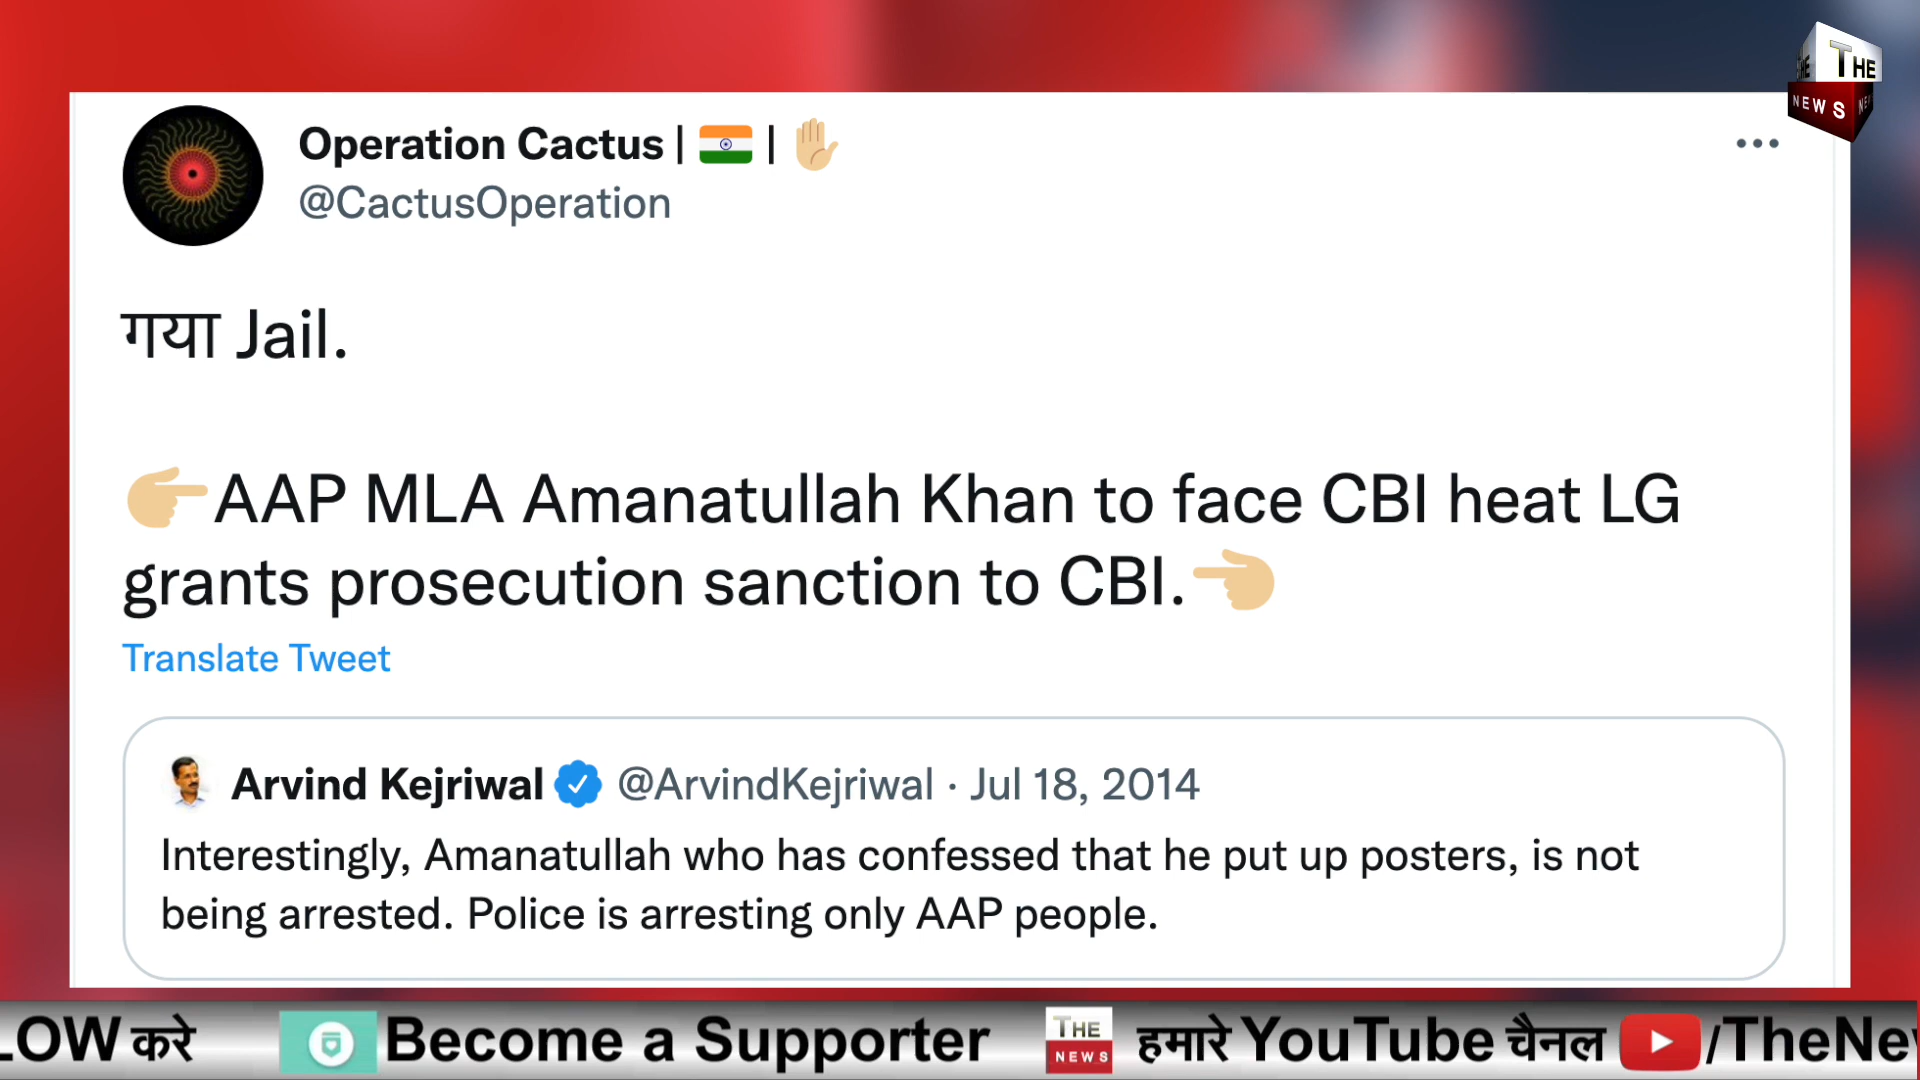 THE
NEWS
Operation Cactus | 🇮🇳 | ✋🏼
@CactusOperation
गया Jail.
👉🏼AAP MLA Amanatullah Khan to face CBI heat LG
grants prosecution sanction to CBI.👈🏼
Translate Tweet
Arvind Kejriwal @ArvindKejriwal · Jul 18, 2014
Interestingly, Amanatullah who has confessed that he put up posters, is not
being arrested. Police is arresting only AAP people.
LOW करे Become a Supporter THE NEWS हमारे YouTube चैनल /TheNe